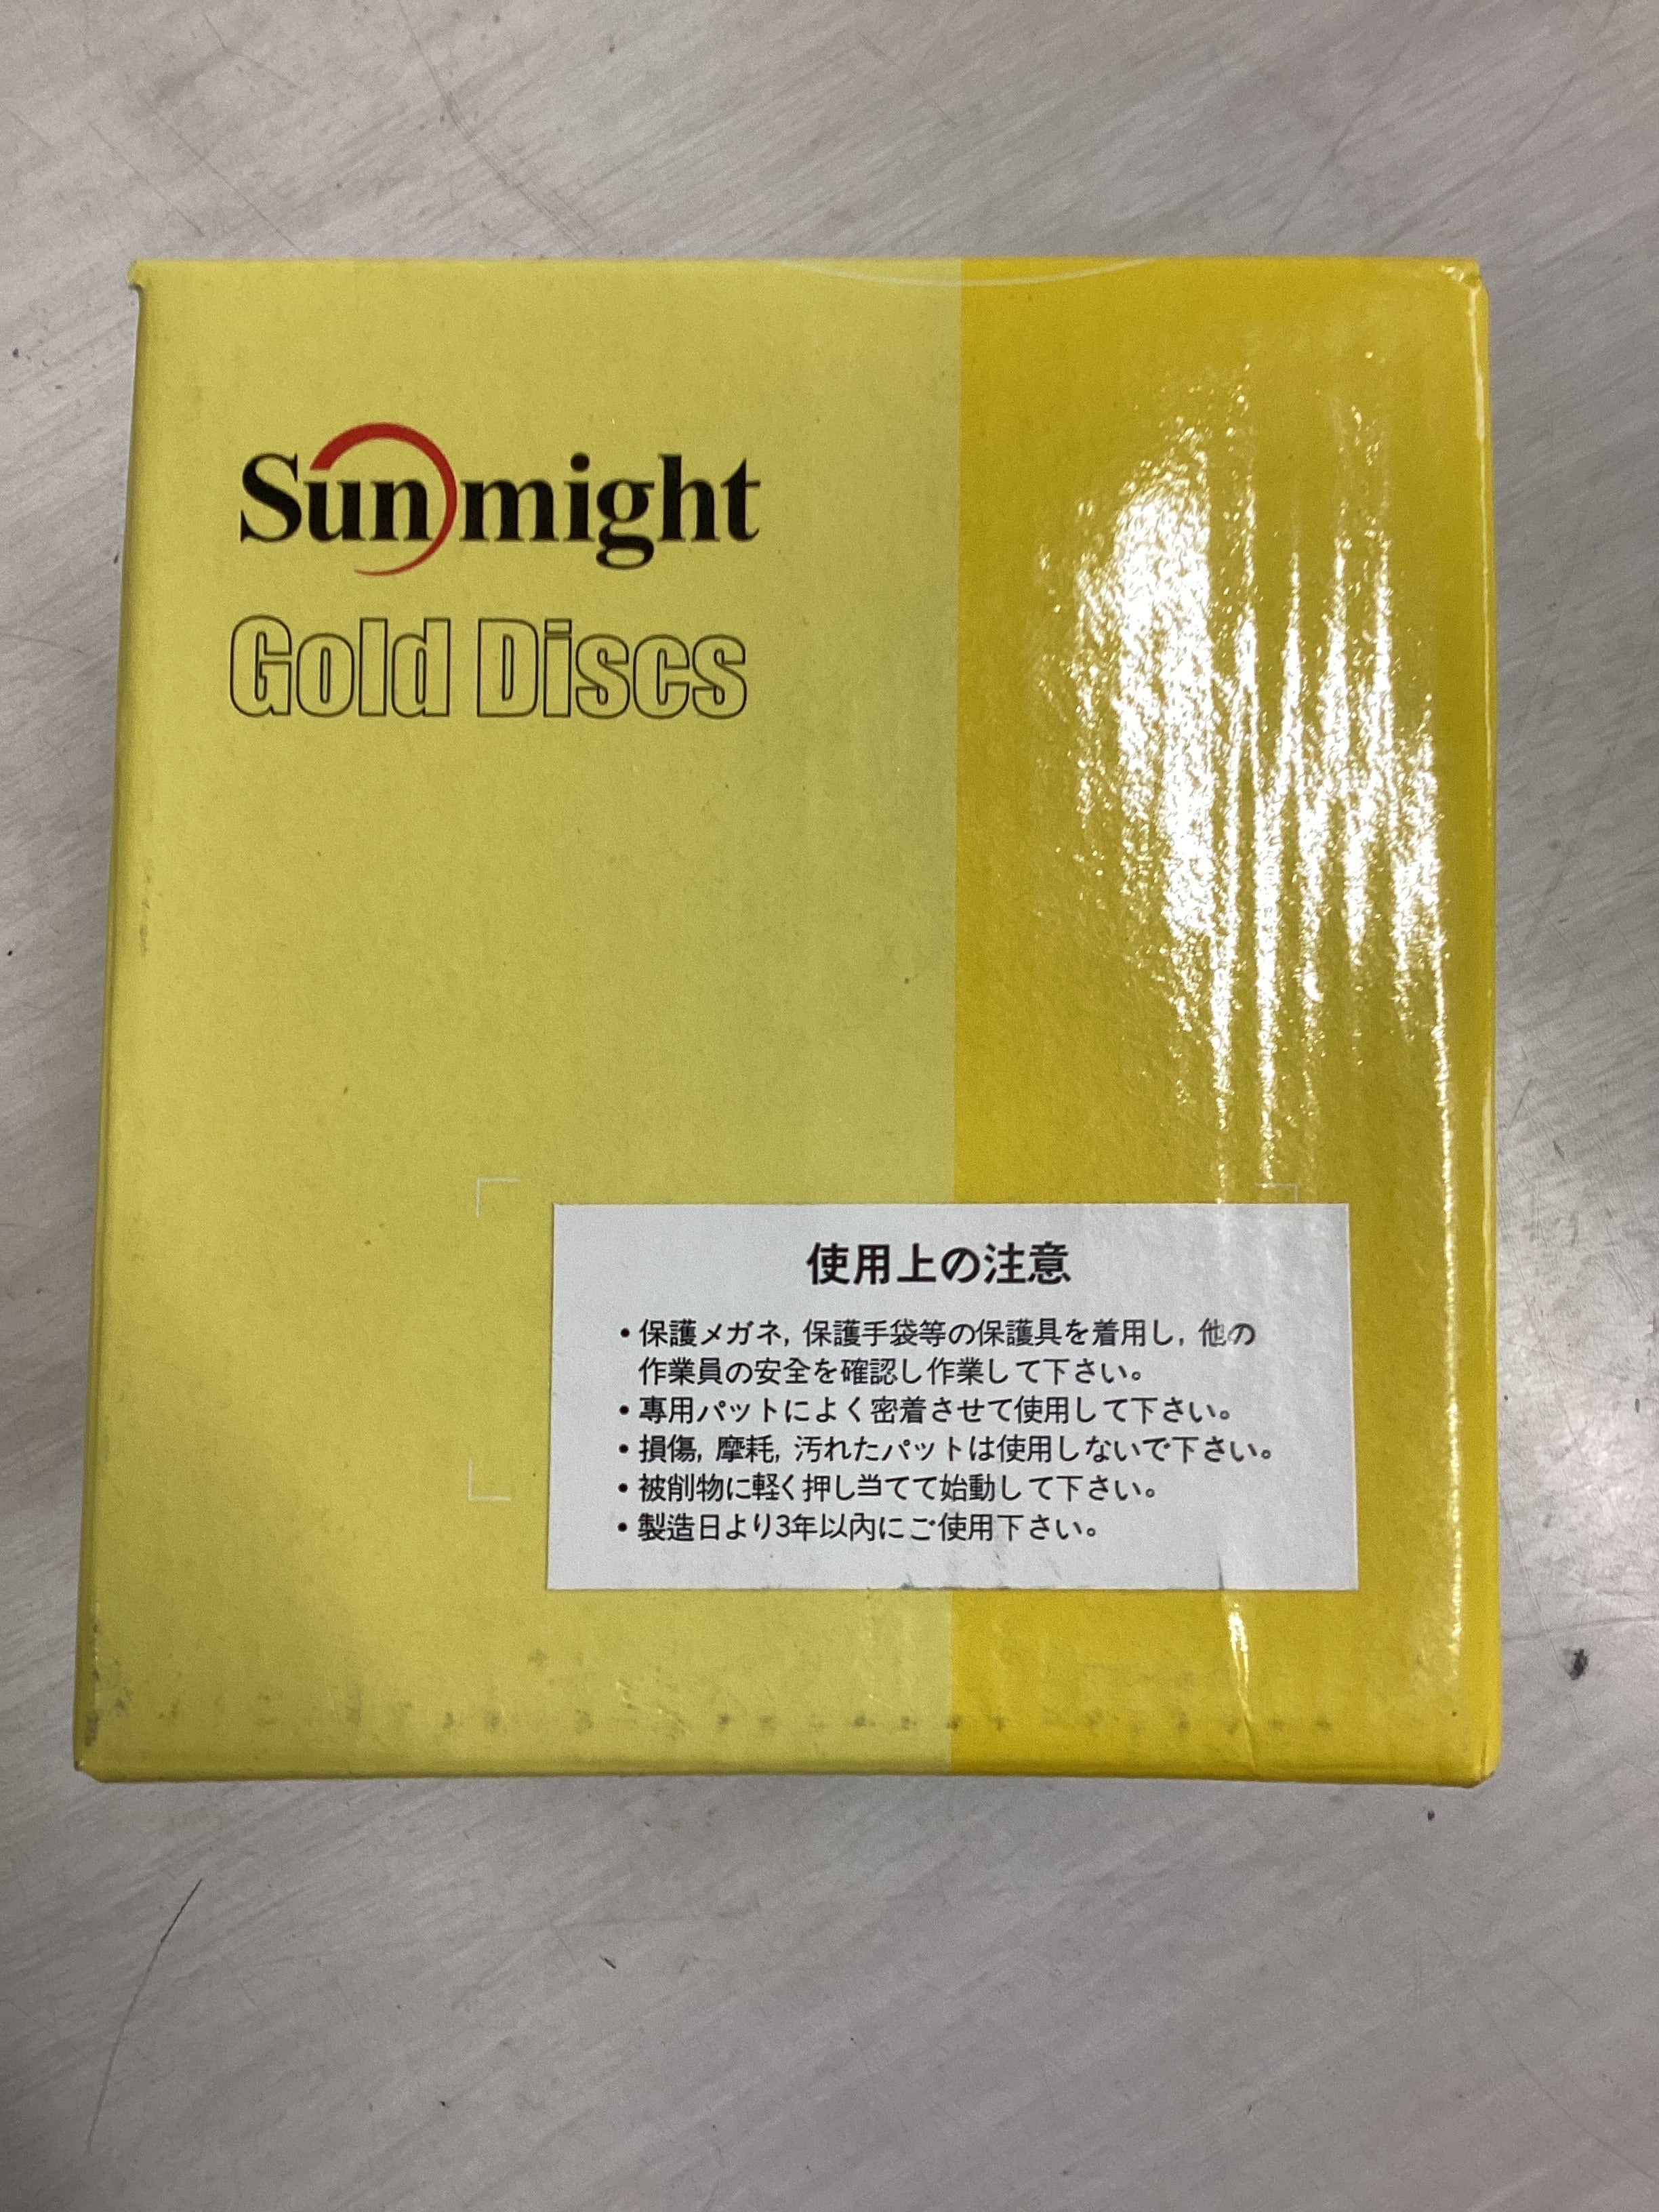 Sunmight
Gold Discs
使用上の注意
•保護メガネ, 保護手袋等の保護具を着用し, 他の
作業員の安全を確認し作業して下さい。
•專用パットによく密着させて使用して下さい。
•損傷, 摩耗, 汚れたパットは使用しないで下さい。
•被削物に軽く押し当てて始動して下さい。
•製造日より3年以內にご使用下さい。